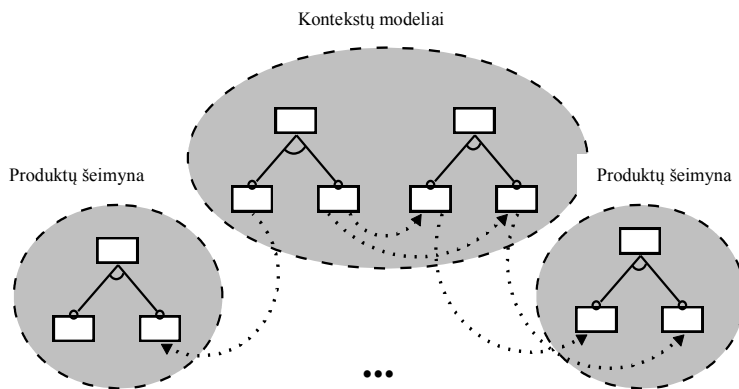 Kontekstų modeliai
Produktų šeimyna
Produktų šeimyna
...